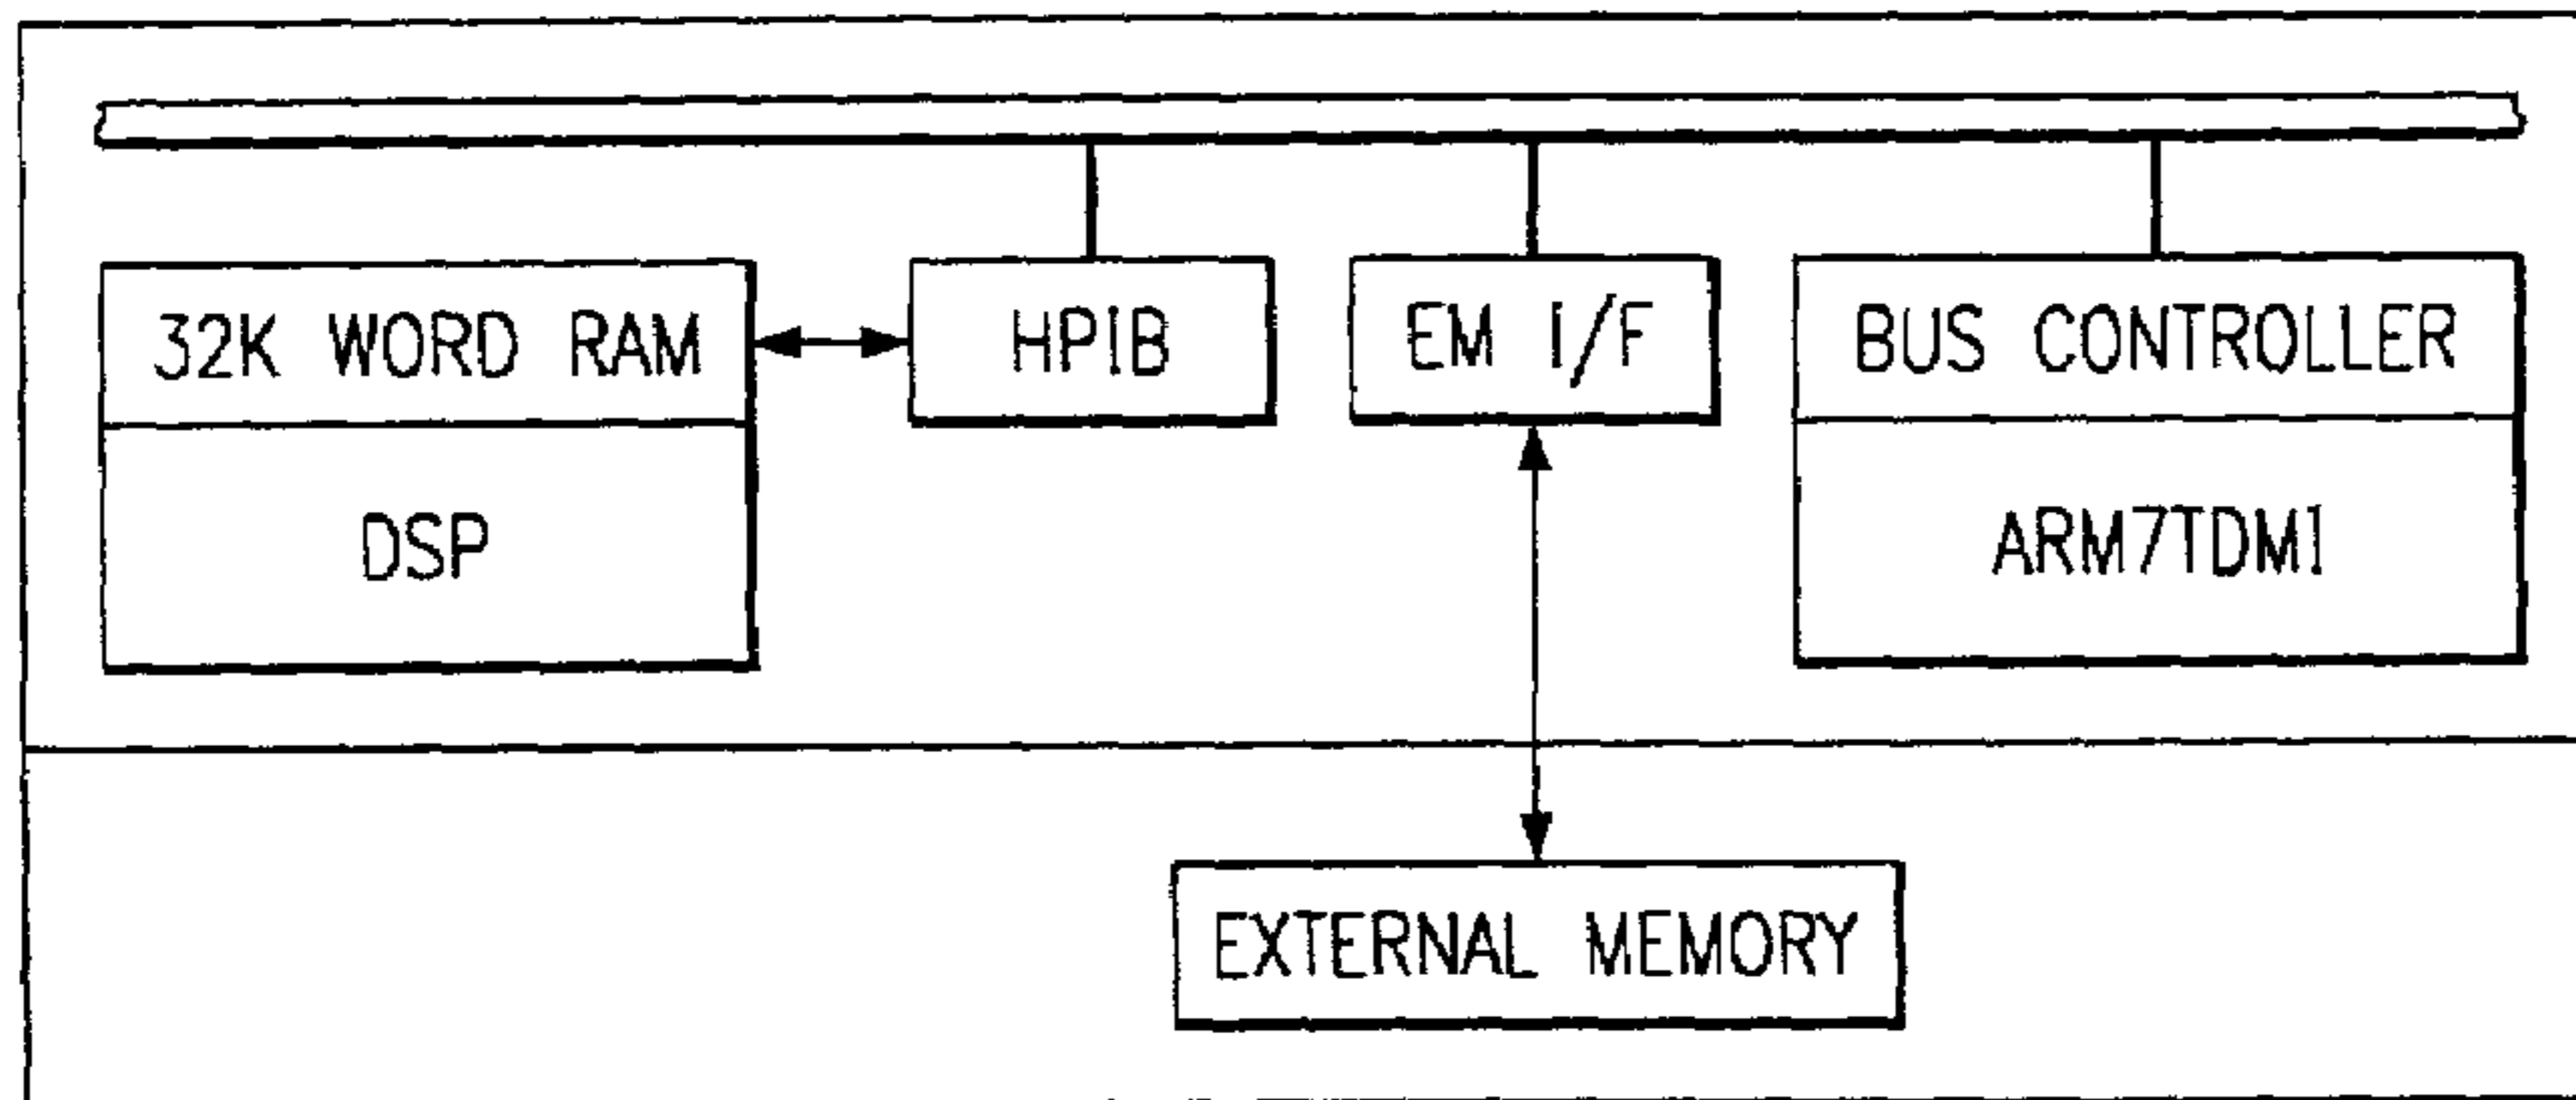 32K WORD RAM
HPIB
EM I/F
BUS CONTROLLER
DSP
ARM7TDMI
EXTERNAL MEMORY